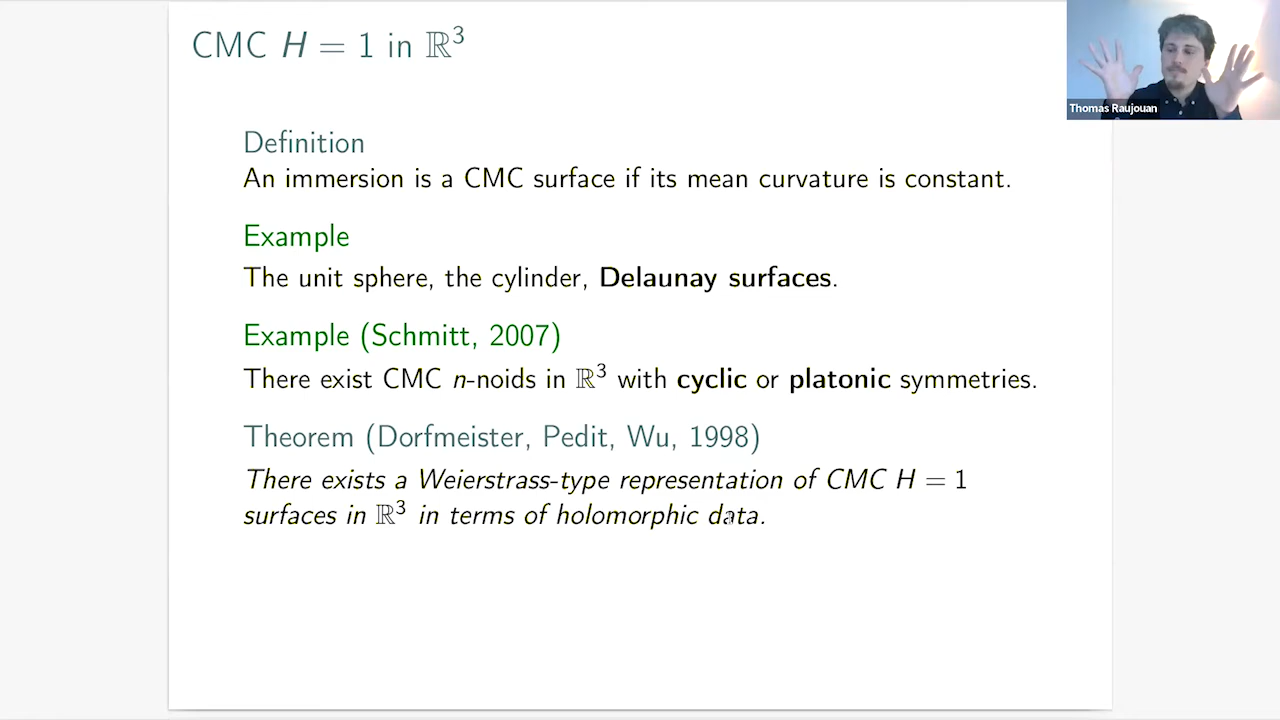 CMC H = 1 in ℝ³
Thomas Raujouan
Definition
An immersion is a CMC surface if its mean curvature is constant.
Example
The unit sphere, the cylinder, Delaunay surfaces.
Example (Schmitt, 2007)
There exist CMC n-noids in ℝ³ with cyclic or platonic symmetries.
Theorem (Dorfmeister, Pedit, Wu, 1998)
There exists a Weierstrass-type representation of CMC H = 1
surfaces in ℝ³ in terms of holomorphic data.